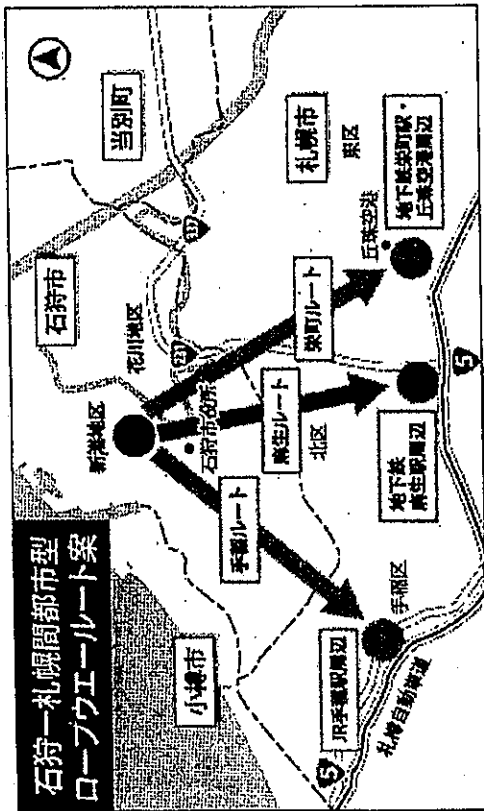 石狩ー札幌間都市型
ロープウエールート案
石狩市
当別町
新港地区
花川地区
231
337
石狩市役所
小樽市
手稲ルート
麻生ルート
栄町ルート
札幌市
東区
北区
丘珠空港
手稲区
JR手稲駅周辺
地下鉄
麻生駅周辺
地下鉄栄町駅・
丘珠空港周辺
5
5
札樽自動車道